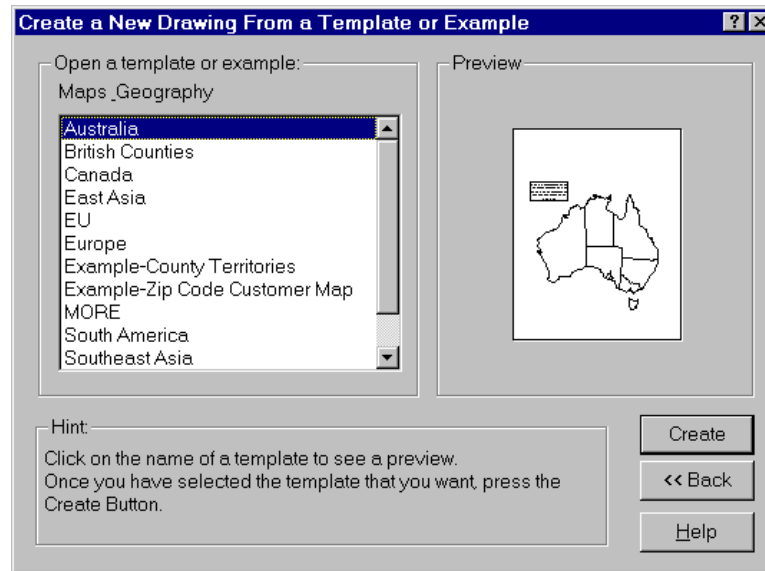 Create a New Drawing From a Template or Example
Open a template or example:
Maps_Geography
Australia
British Counties
Canada
East Asia
EU
Europe
Example-County Territories
Example-Zip Code Customer Map
MORE
South America
Southeast Asia
Preview
Hint:
Click on the name of a template to see a preview.
Once you have selected the template that you want, press the
Create Button.
Create
<< Back
Help